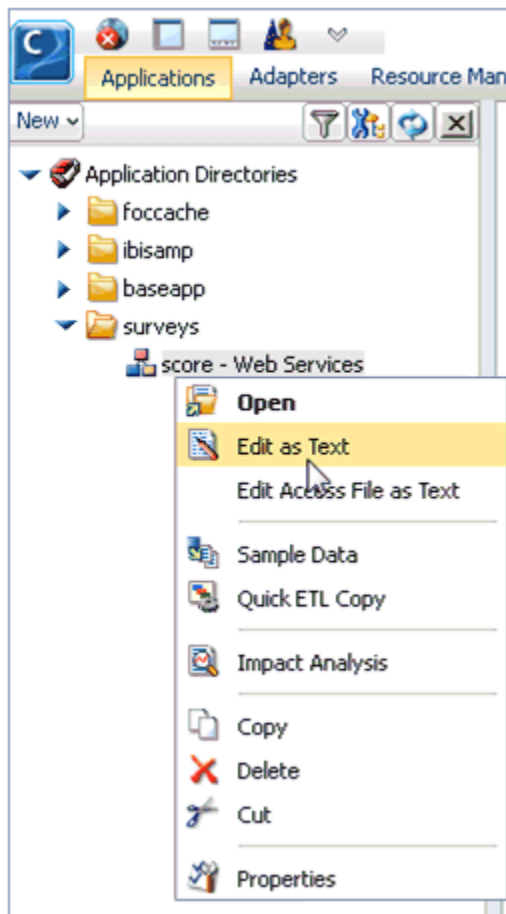 C
Applications Adapters Resource Man
New
Application Directories
foccache
ibisamp
baseapp
surveys
score - Web Services
Open
Edit as Text
Edit Access File as Text
Sample Data
Quick ETL Copy
Impact Analysis
Copy
Delete
Cut
Properties